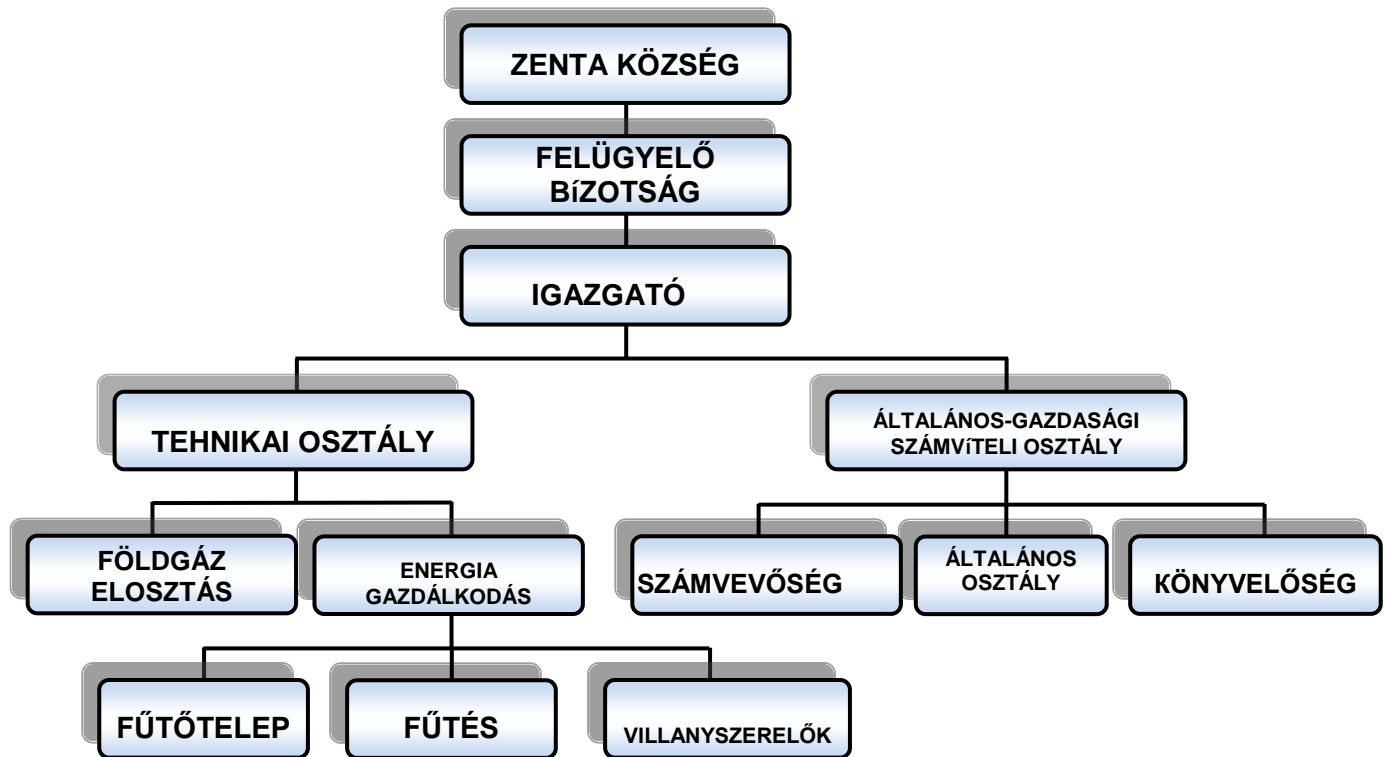 ZENTA KÖZSÉG
FELÜGYELŐ
BíZOTSÁG
IGAZGATÓ
TEHNIKAI OSZTÁLY
ÁLTALÁNOS-GAZDASÁGI
SZÁMVíTELI OSZTÁLY
FÖLDGÁZ
ELOSZTÁS
ENERGIA
GAZDÁLKODÁS
SZÁMVEVŐSÉG
ÁLTALÁNOS
OSZTÁLY
KÖNYVELŐSÉG
FŰTŐTELEP
FŰTÉS
VILLANYSZERELŐK